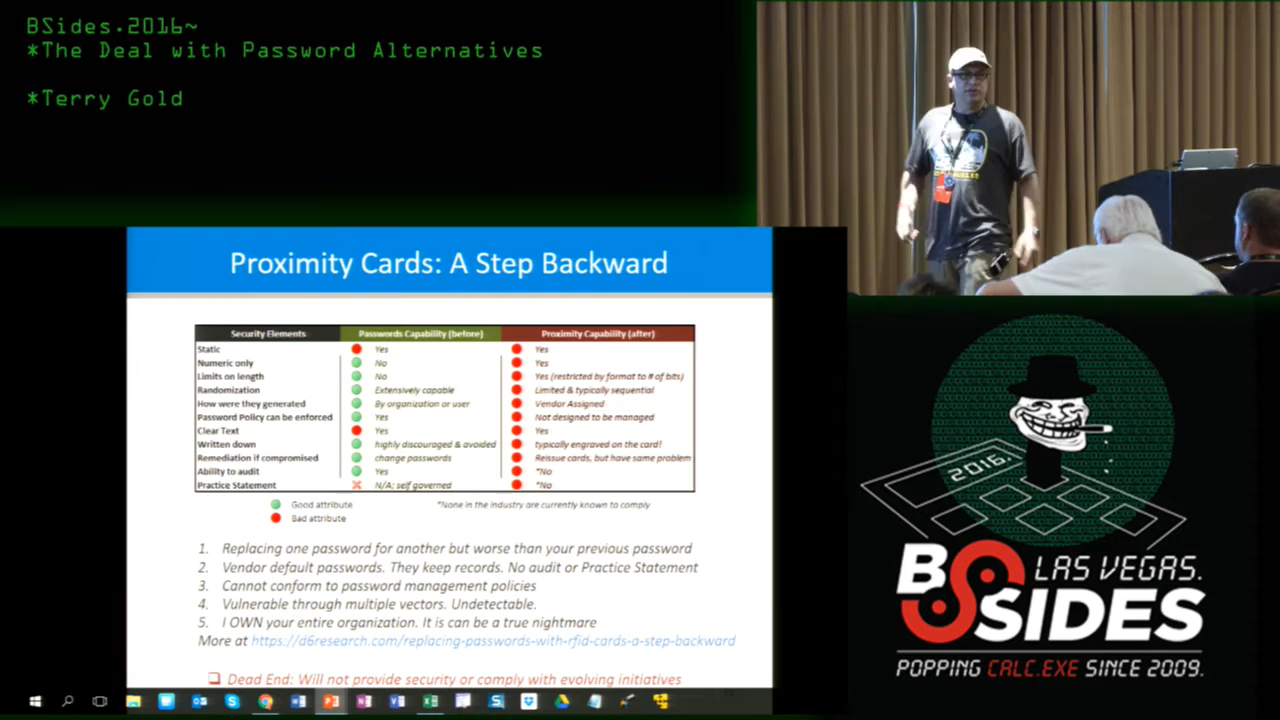 BSides.2016~
*The Deal with Password Alternatives
*Terry Gold
Proximity Cards: A Step Backward
Security Elements Passwords Capability (before) Proximity Capability (after)
Static Yes Yes
Numeric only No Yes
Limits on length No Yes (restricted by format to # of bits)
Randomization Extensively capable Limited & typically sequential
How were they generated By organization or user Vendor Assigned
Password Policy can be enforced Yes Not designed to be managed
Clear Text Yes Yes
Written down highly discouraged & avoided typically engraved on the card!
Remediation if compromised change passwords Reissue cards, but have same problem
Ability to audit Yes *No
Practice Statement N/A; self governed *No
Good attribute *None in the industry are currently known to comply
Bad attribute
1. Replacing one password for another but worse than your previous password
2. Vendor default passwords. They keep records. No audit or Practice Statement
3. Cannot conform to password management policies
4. Vulnerable through multiple vectors. Undetectable.
5. I OWN your entire organization. It is can be a true nightmare
More at https://d6research.com/replacing-passwords-with-rfid-cards-a-step-backward
Dead End: Will not provide security or comply with evolving initiatives
2016.
BSIDES LAS VEGAS.
POPPING CALC.EXE SINCE 2009.